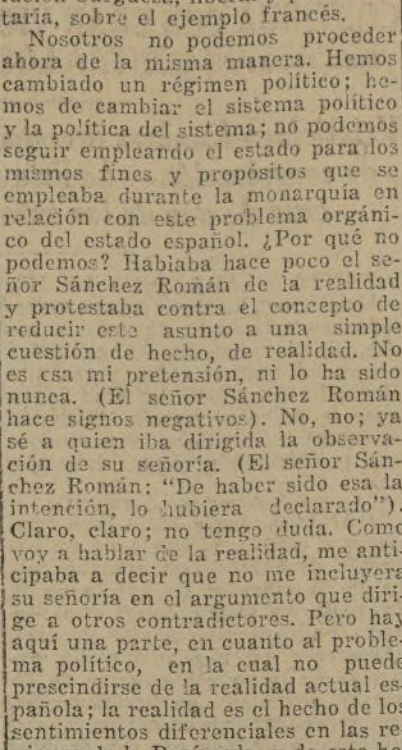 taria, sobre el ejemplo francés.
Nosotros no podemos proceder
ahora de la misma manera. Hemos
cambiado un régimen político; he-
mos de cambiar el sistema político
y la política del sistema; no podemos
seguir empleando el estado para los
mismos fines y propósitos que se
empleaba durante la monarquía en
relación con este problema orgáni-
co del estado español. ¿Por qué no
podemos? Hablaba hace poco el se-
ñor Sánchez Román de la realidad
y protestaba contra el concepto de
reducir este asunto a una simple
cuestión de hecho, de realidad. No
es esa mi pretensión, ni lo ha sido
nunca. (El señor Sánchez Román
hace signos negativos). No, no; ya
sé a quien iba dirigida la observa-
ción de su señoría. (El señor Sán-
chez Román: "De haber sido esa la
intención, lo hubiera declarado").
Claro, claro; no tengo duda. Como
voy a hablar de la realidad, me anti-
cipaba a decir que no me incluyera
su señoría en el argumento que diri-
ge a otros contradictores. Pero hay
aquí una parte, en cuanto al proble-
ma político, en la cual no puede
prescindirse de la realidad actual es-
pañola; la realidad es el hecho de los
sentimientos diferenciales en las re-